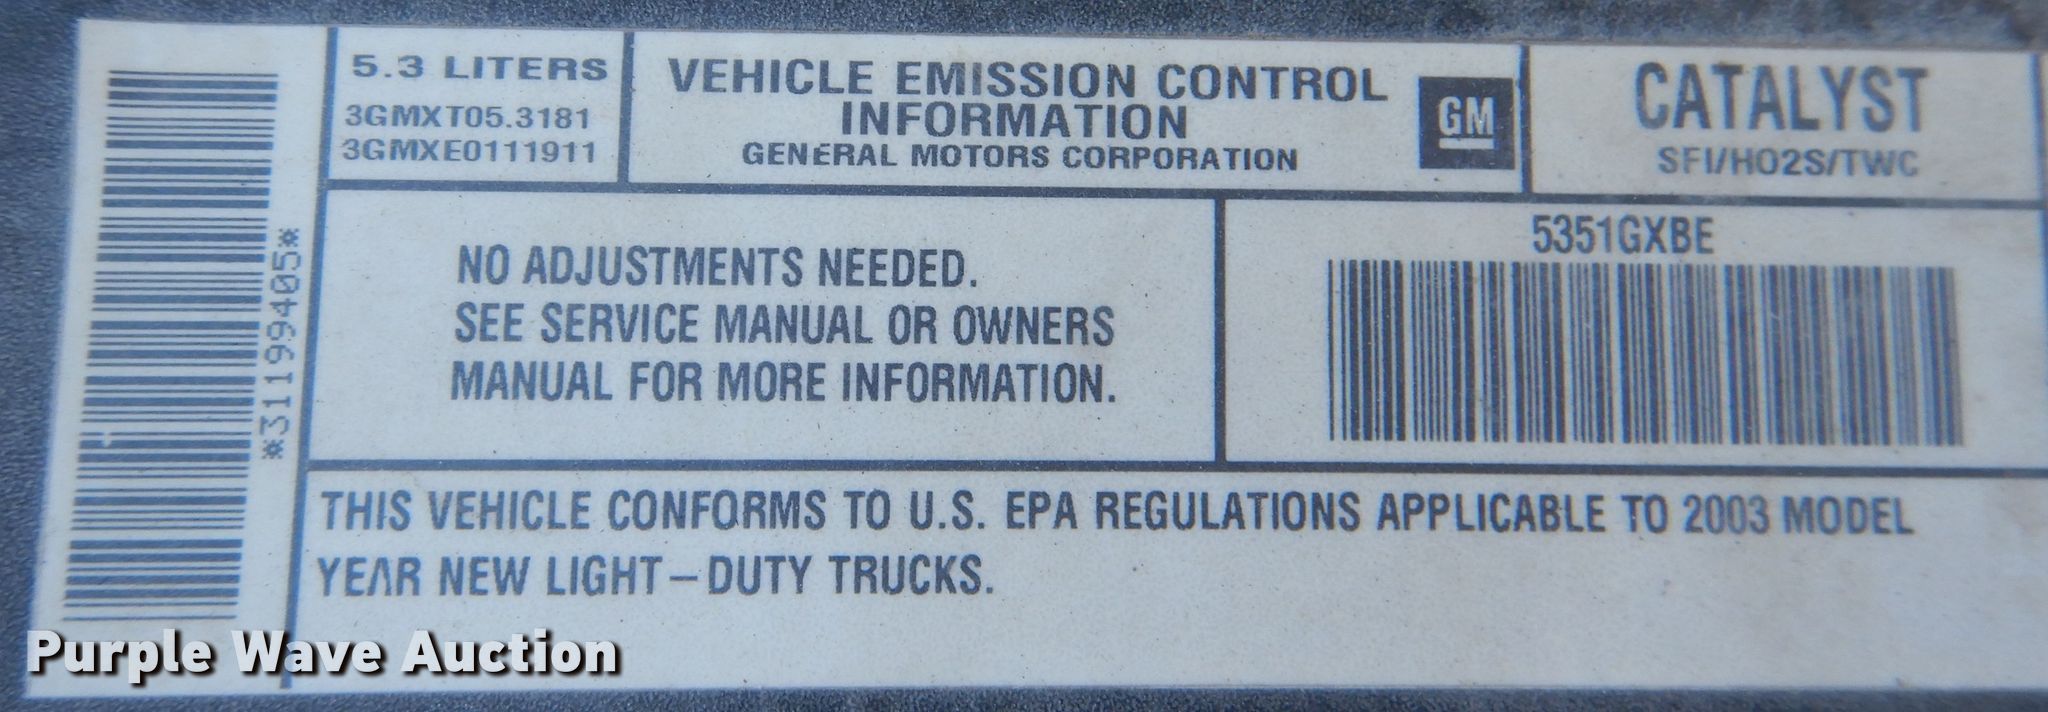 5.3 LITERS
3GMXT05.3181
3GMXE0111911
VEHICLE EMISSION CONTROL
INFORMATION
GENERAL MOTORS CORPORATION
GM
CATALYST
SFI/HO2S/TWC
*31199405*
NO ADJUSTMENTS NEEDED.
SEE SERVICE MANUAL OR OWNERS
MANUAL FOR MORE INFORMATION.
5351GXBE
THIS VEHICLE CONFORMS TO U.S. EPA REGULATIONS APPLICABLE TO 2003 MODEL
YEAR NEW LIGHT-DUTY TRUCKS.
Purple Wave Auction